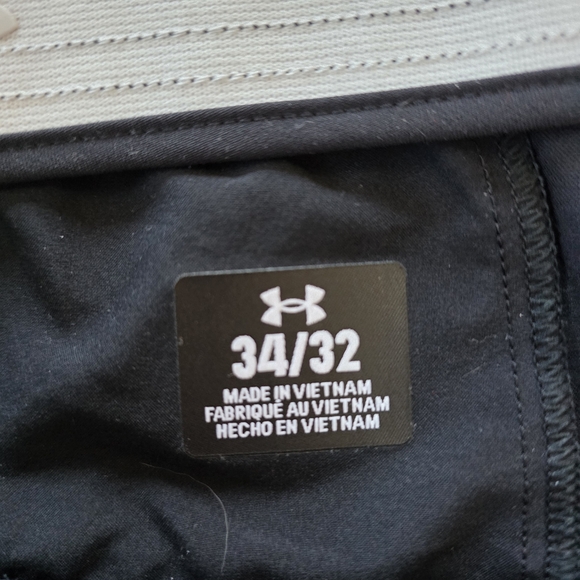 34/32
MADE IN VIETNAM
FABRIQUÉ AU VIETNAM
HECHO EN VIETNAM